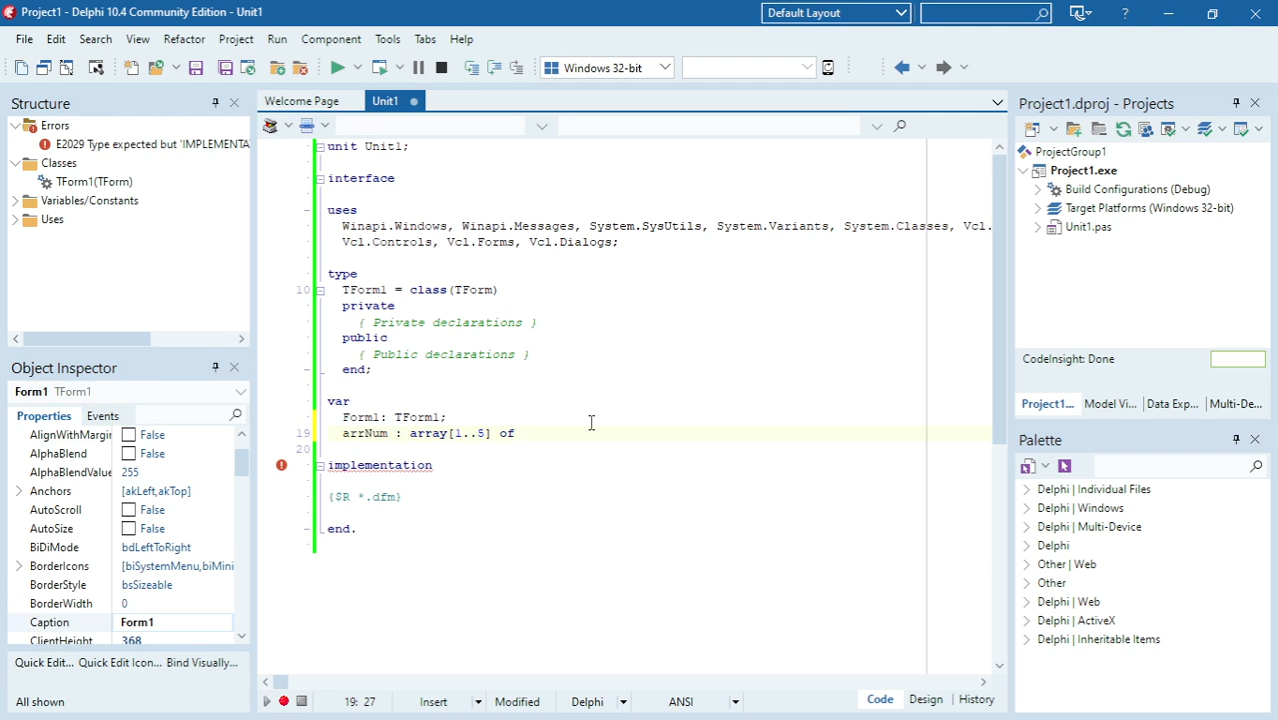 Project1 - Delphi 10.4 Community Edition - Unit1
Default Layout
File Edit Search View Refactor Project Run Component Tools Tabs Help
Windows 32-bit
Structure
Errors
E2029 Type expected but 'IMPLEMENTA
Classes
TForm1(TForm)
Variables/Constants
Uses
Object Inspector
Form1 TForm1
Properties Events
AlignWithMargin False
AlphaBlend False
AlphaBlendValue 255
Anchors [akLeft,akTop]
AutoScroll False
AutoSize False
BiDiMode bdLeftToRight
BorderIcons [biSystemMenu,biMini
BorderStyle bsSizeable
BorderWidth 0
Caption Form1
ClientHeight 368
Quick Edit... Quick Edit Icon... Bind Visually...
All shown
Welcome Page Unit1
unit Unit1;
interface
uses
Winapi.Windows, Winapi.Messages, System.SysUtils, System.Variants, System.Classes, Vcl.
Vcl.Controls, Vcl.Forms, Vcl.Dialogs;
type
10 TForm1 = class(TForm)
private
{ Private declarations }
public
{ Public declarations }
end;
var
Form1: TForm1;
19 arrNum : array[1..5] of
20
implementation
{$R *.dfm}
end.
19: 27 Insert Modified Delphi ANSI Code Design History
Project1.dproj - Projects
ProjectGroup1
Project1.exe
Build Configurations (Debug)
Target Platforms (Windows 32-bit)
Unit1.pas
CodeInsight: Done
Project1... Model Vi... Data Exp... Multi-De...
Palette
Delphi | Individual Files
Delphi | Windows
Delphi | Multi-Device
Delphi
Other | Web
Other
Delphi | Web
Delphi | ActiveX
Delphi | Inheritable Items